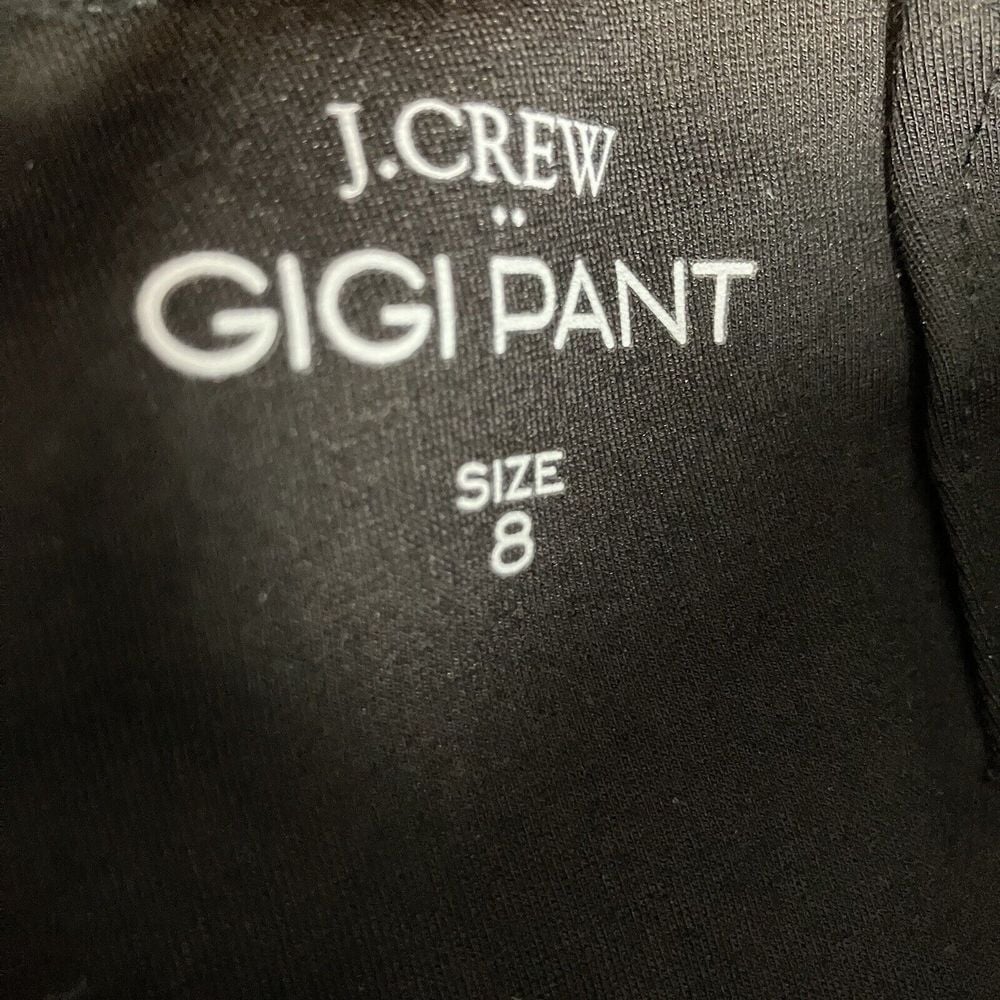 J.CREW
··
GIGI PANT
SIZE
8